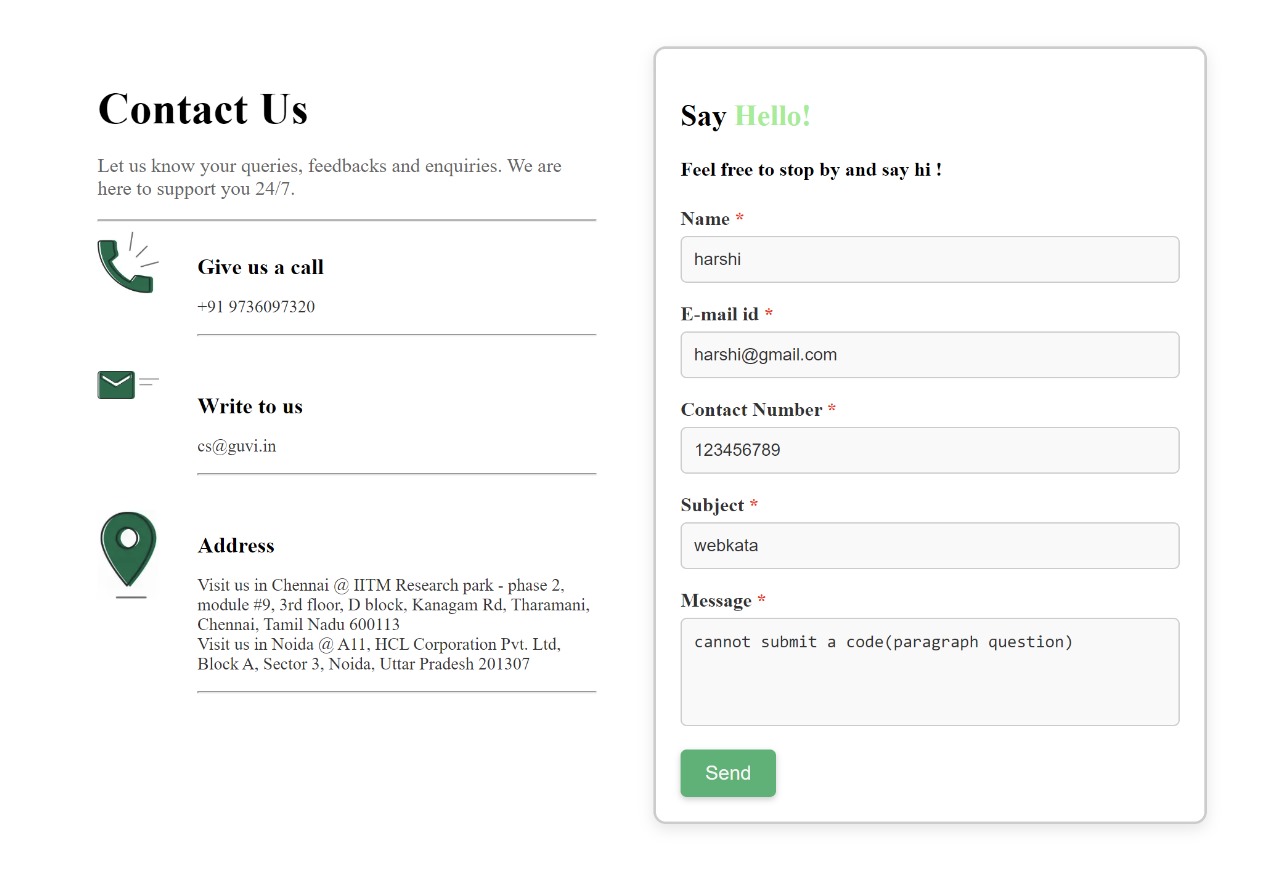 Contact Us
Let us know your queries, feedbacks and enquiries. We are
here to support you 24/7.
Give us a call
+91 9736097320
Write to us
cs@guvi.in
Address
Visit us in Chennai @ IITM Research park - phase 2,
module #9, 3rd floor, D block, Kanagam Rd, Tharamani,
Chennai, Tamil Nadu 600113
Visit us in Noida @ A11, HCL Corporation Pvt. Ltd,
Block A, Sector 3, Noida, Uttar Pradesh 201307
Say Hello!
Feel free to stop by and say hi !
Name *
harshi
E-mail id *
harshi@gmail.com
Contact Number *
123456789
Subject *
webkata
Message *
cannot submit a code(paragraph question)
Send